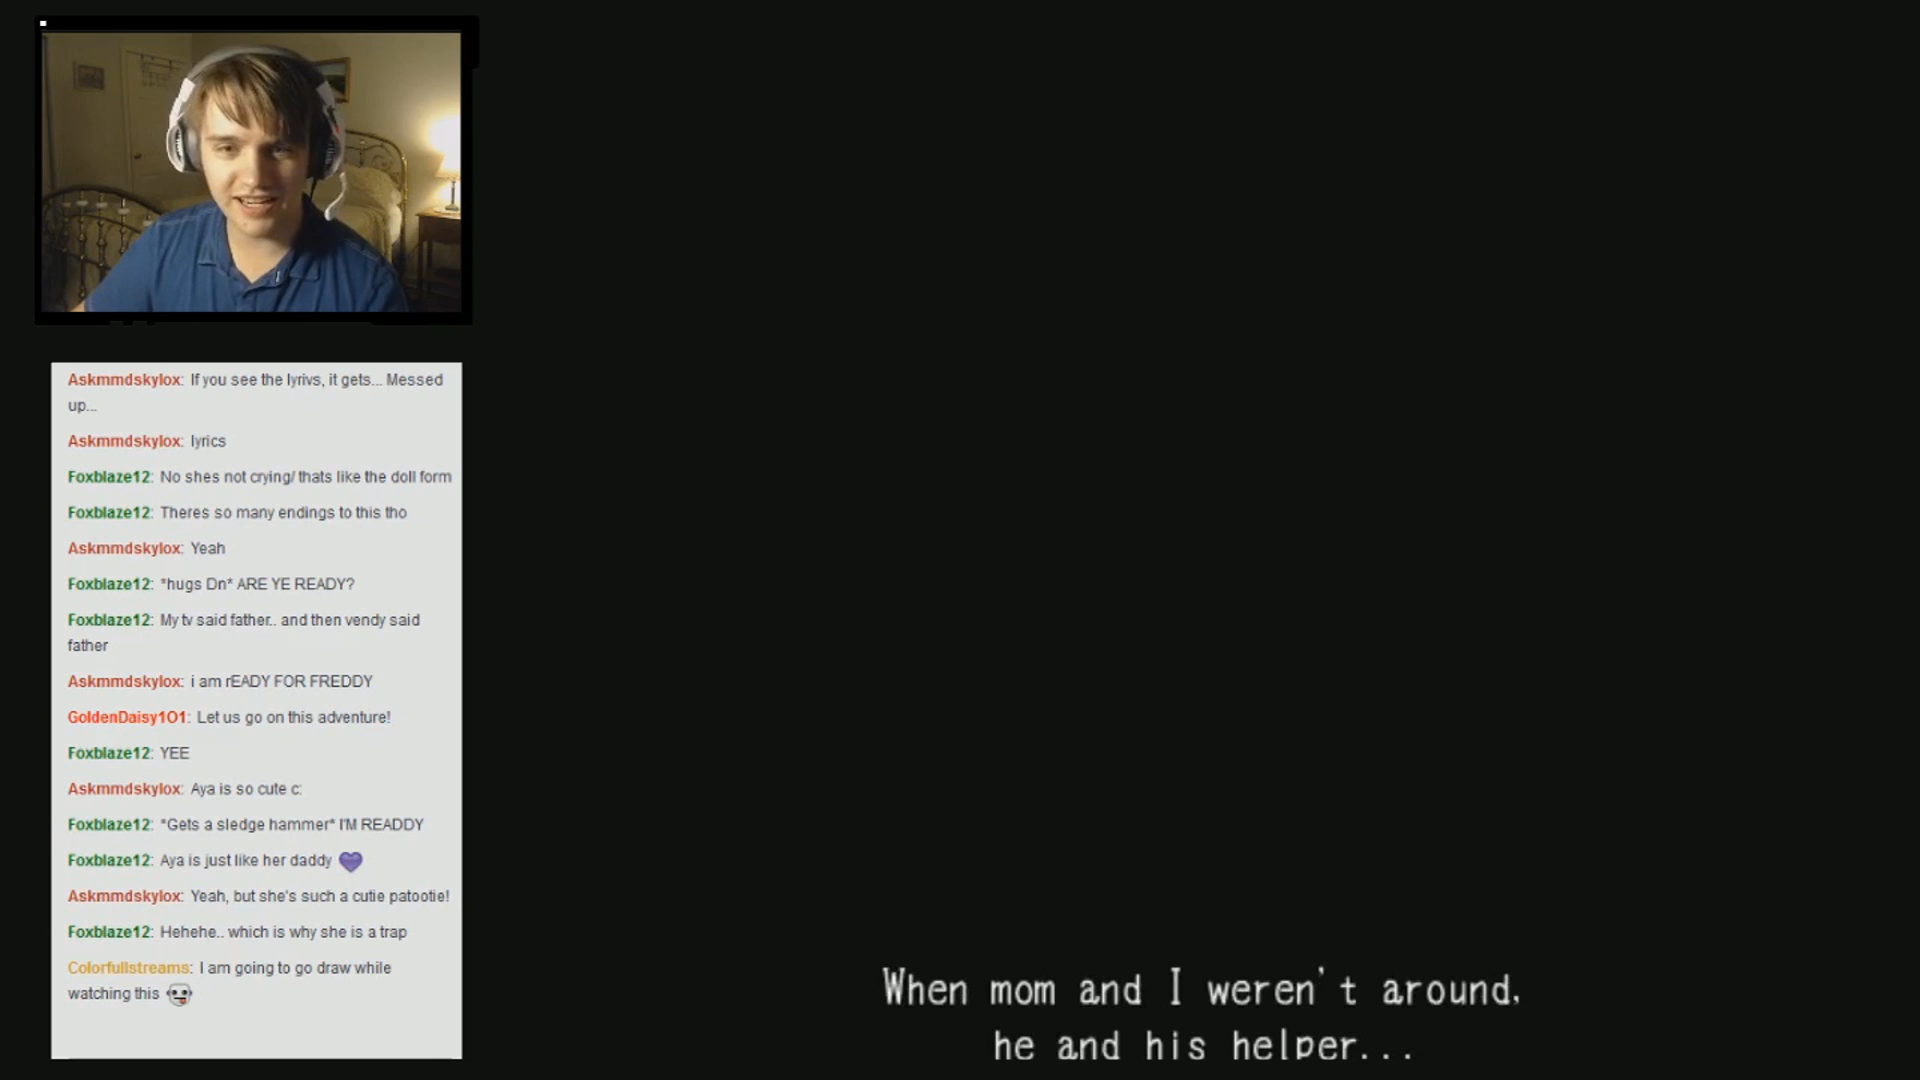 Askmmdskylox: If you see the lyrivs, it gets... Messed
up...
Askmmdskylox: lyrics
Foxblaze12: No shes not crying/ thats like the doll form
Foxblaze12: Theres so many endings to this tho
Askmmdskylox: Yeah
Foxblaze12: *hugs Dn* ARE YE READY?
Foxblaze12: My tv said father.. and then vendy said
father
Askmmdskylox: i am rEADY FOR FREDDY
GoldenDaisy1O1: Let us go on this adventure!
Foxblaze12: YEE
Askmmdskylox: Aya is so cute c:
Foxblaze12: *Gets a sledge hammer* I'M READDY
Foxblaze12: Aya is just like her daddy
Askmmdskylox: Yeah, but she's such a cutie patootie!
Foxblaze12: Hehehe.. which is why she is a trap
Colorfullstreams: I am going to go draw while
watching this
When mom and I weren't around,
he and his helper...